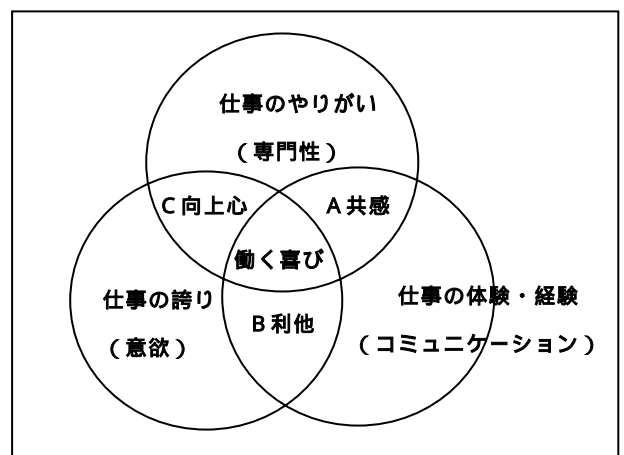 仕事のやりがい
（専門性）
C向上心
A共感
働く喜び
仕事の誇り
（意欲）
B利他
仕事の体験・経験
（コミュニケーション）